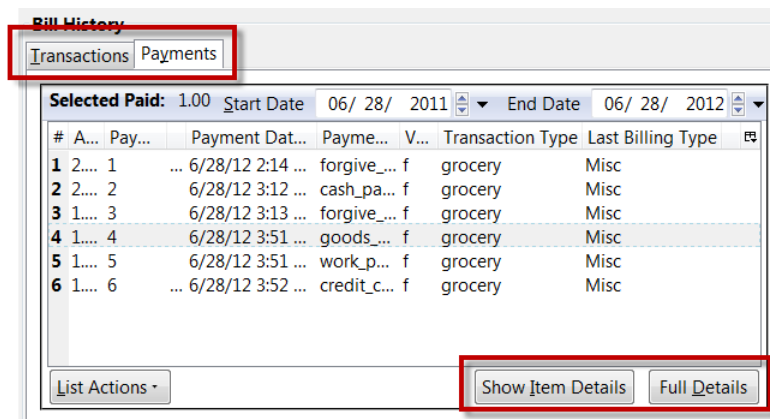 Bill History
Transactions Payments
Selected Paid: 1.00 Start Date 06/ 28/ 2011 End Date 06/ 28/ 2012
# A... Pay... Payment Dat... Payme... V... Transaction Type Last Billing Type
1 2.... 1 ... 6/28/12 2:14 ... forgive_... f grocery Misc
2 2.... 2 6/28/12 3:12 ... cash_pa... f grocery Misc
3 1.... 3 6/28/12 3:13 ... forgive_... f grocery Misc
4 1.... 4 6/28/12 3:51 ... goods_... f grocery Misc
5 1.... 5 6/28/12 3:51 ... work_p... f grocery Misc
6 1.... 6 ... 6/28/12 3:52 ... credit_c... f grocery Misc
List Actions Show Item Details Full Details